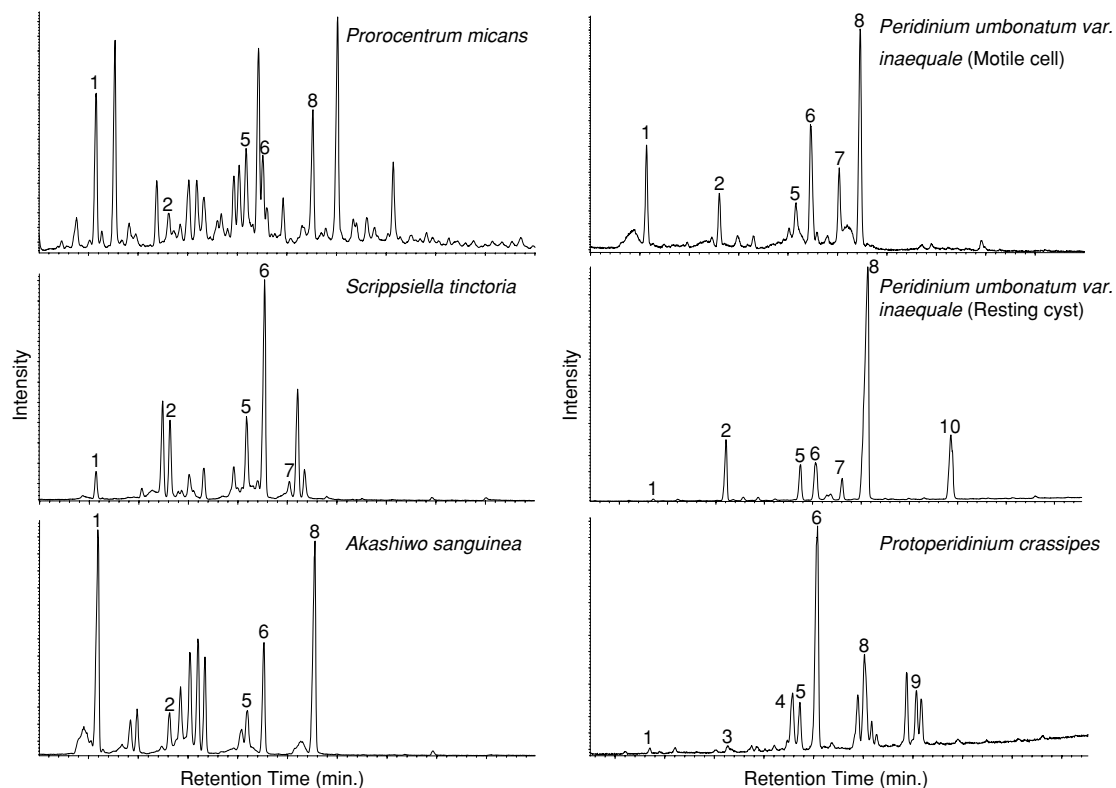 Prorocentrum micans
1
2
5
6
8
Scrippsiella tinctoria
1
2
5
6
7
Akashiwo sanguinea
1
2
5
6
8
Intensity
Retention Time (min.)
Peridinium umbonatum var.
inaequale (Motile cell)
1
2
5
6
7
8
Peridinium umbonatum var.
inaequale (Resting cyst)
1
2
5
6
7
8
10
Protoperidinium crassipes
1
3
4
5
6
8
9
Intensity
Retention Time (min.)